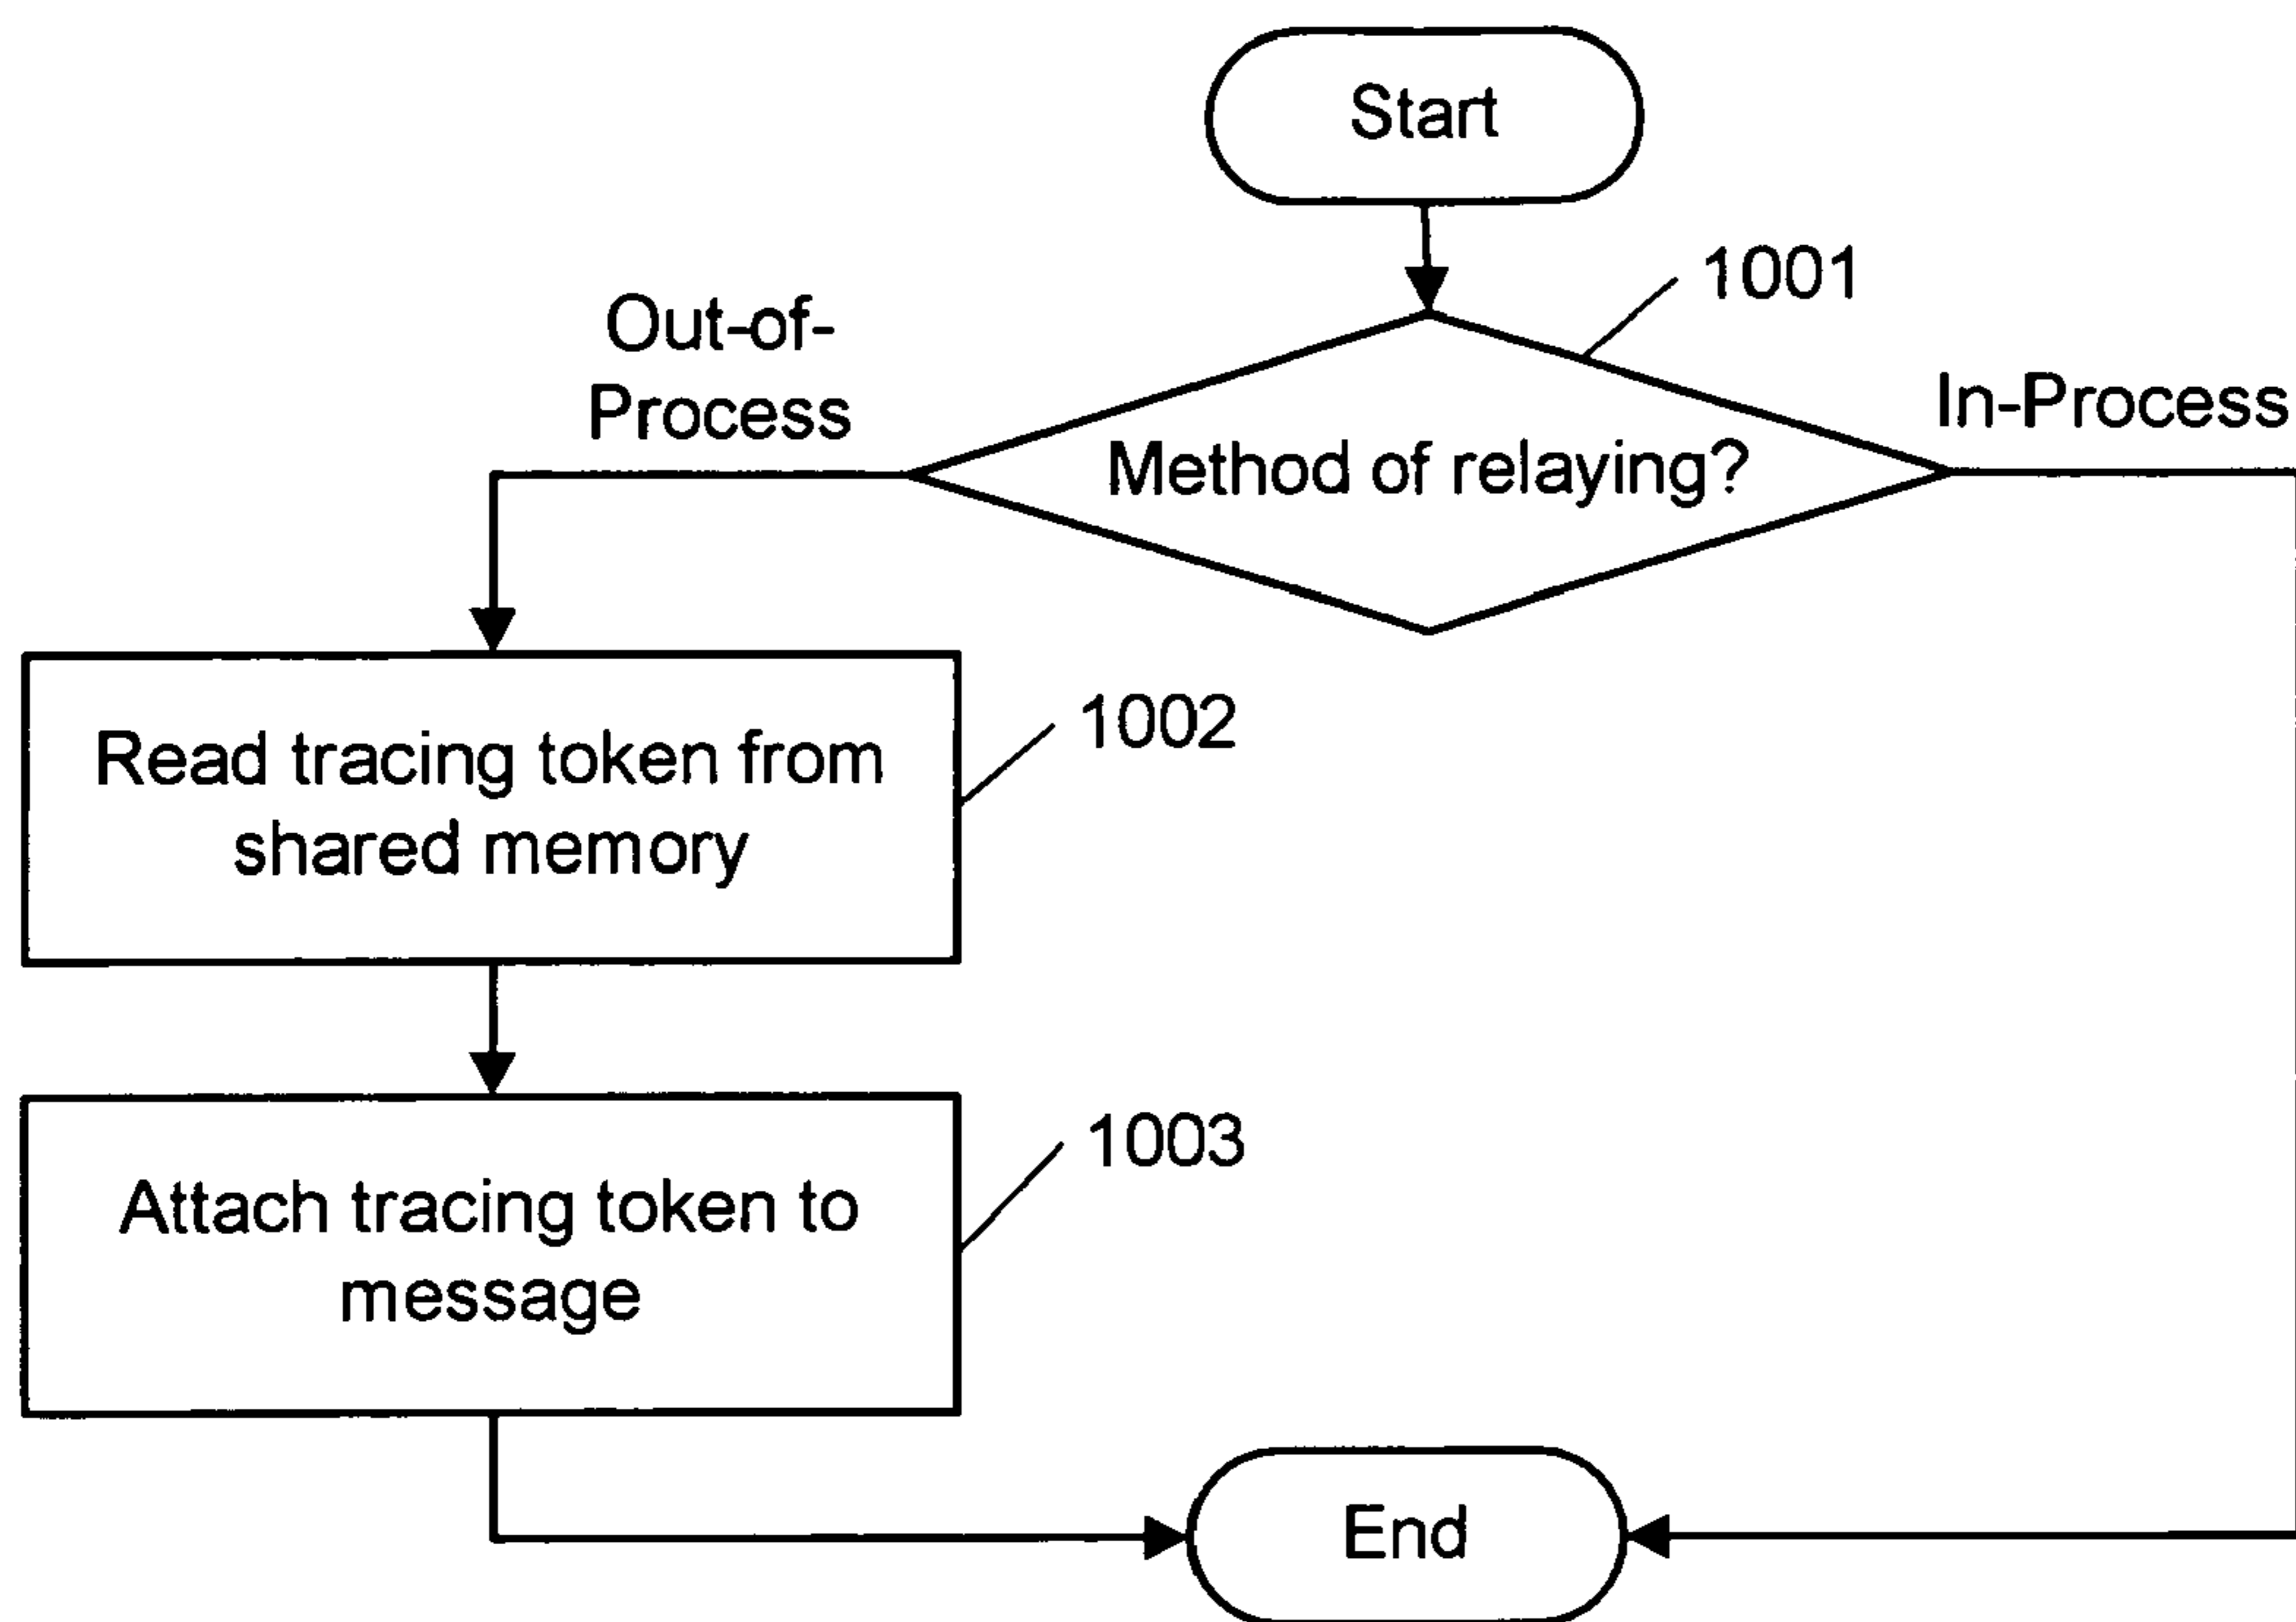 Start
1001
Out-of-
Process
In-Process
Method of relaying?
1002
Read tracing token from
shared memory
1003
Attach tracing token to
message
End